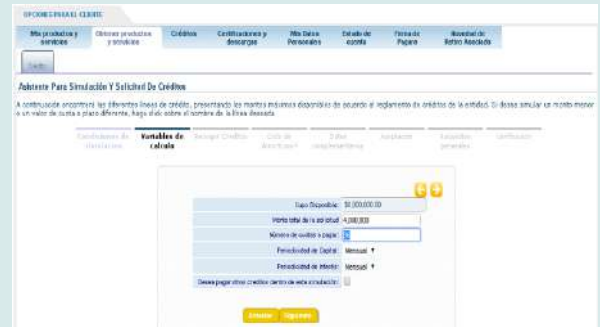 OPCIONES PARA EL CLIENTE
Mis productos y servicios
Obtener productos y servicios
Créditos
Certificaciones y descargas
Mis Datos Personales
Estado de cuenta
Firma de Pagare
Novedad de Retiro Asociado
Asistente Para Simulación Y Solicitud De Créditos
A continuación encontrará las diferentes líneas de crédito, presentando los montos máximos disponibles de acuerdo al reglamento de créditos de la entidad. Si desea simular un monto menor
o un valor de cuota o plazo diferente, haga click sobre el nombre de la línea deseada
Variables de calculo
Recoger Creditos
Cupo Disponible:
Monto total de la solicitud 4,000,000
Número de cuotas a pagar:
Periodicidad de Capital: Mensual
Periodicidad de Interés: Mensual
Desea pagar otros creditos dentro de esta simulación:
Siguiente